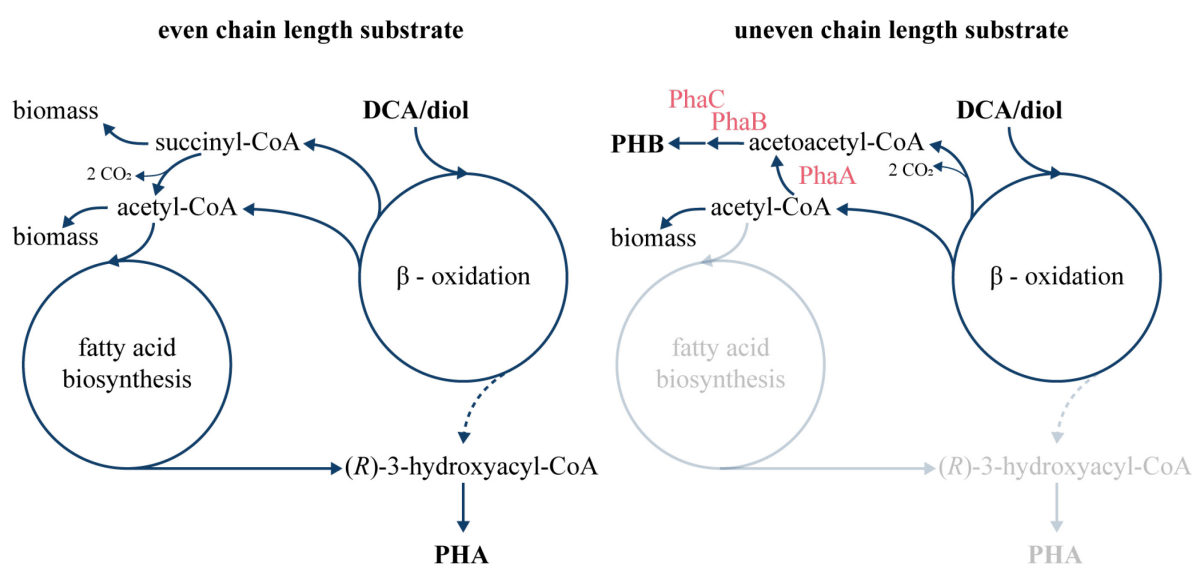 even chain length substrate
biomass
DCA/diol
succinyl-CoA
2 CO₂
acetyl-CoA
biomass
β - oxidation
fatty acid
biosynthesis
(R)-3-hydroxyacyl-CoA
PHA
uneven chain length substrate
PhaC
DCA/diol
PhaB
PHB
acetoacetyl-CoA
2 CO₂
PhaA
acetyl-CoA
biomass
β - oxidation
fatty acid
biosynthesis
(R)-3-hydroxyacyl-CoA
PHA